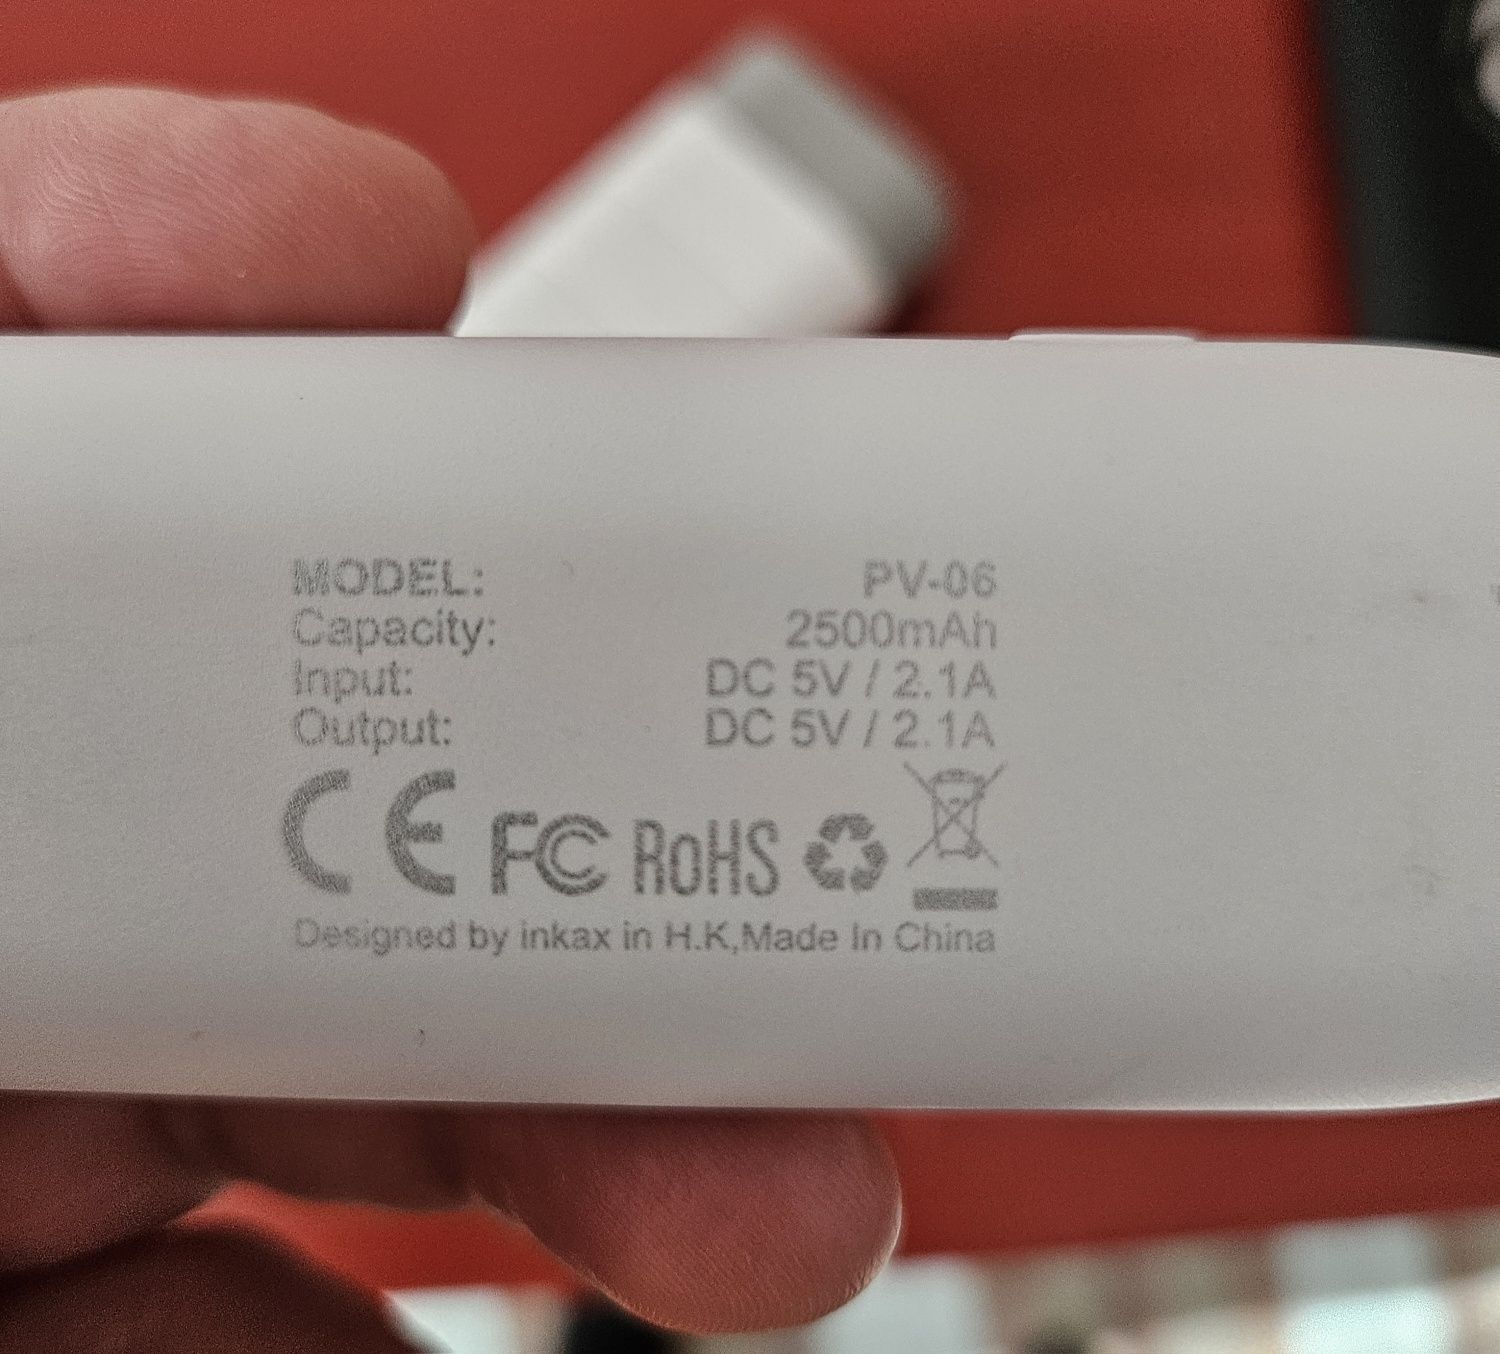 MODEL: PV-06
Capacity: 2500mAh
Input: DC 5V / 2.1A
Output: DC 5V / 2.1A
CE FC RoHS
Designed by inkax in H.K,Made In China